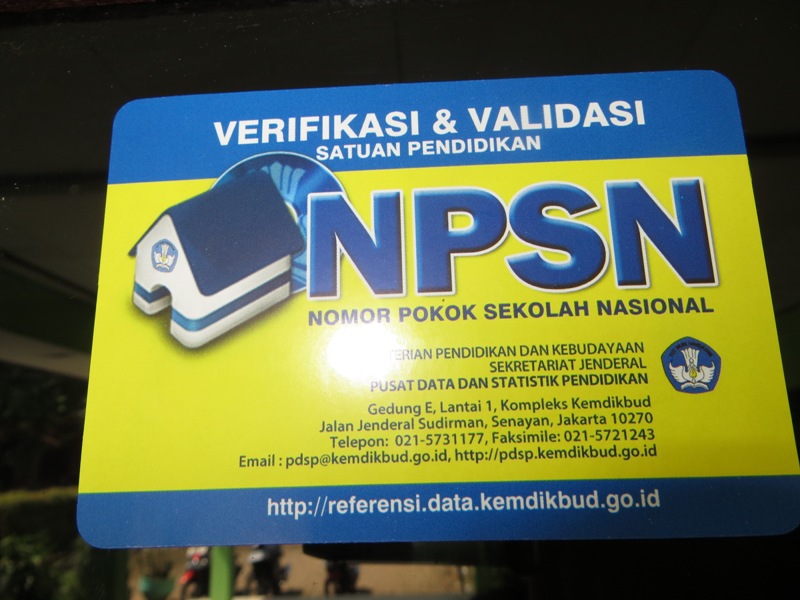 VERIFIKASI & VALIDASI
SATUAN PENDIDIKAN
NPSN
NOMOR POKOK SEKOLAH NASIONAL
PENDIDIKAN DAN KEBUDAYAAN
SEKRETARIAT JENDERAL
PUSAT DATA DAN STATISTIK PENDIDIKAN
Gedung E, Lantai 1, Kompleks Kemdikbud
Jalan Jenderal Sudirman, Senayan, Jakarta 10270
Telepon: 021-5731177, Faksimile: 021-5721243
Email : pdsp@kemdikbud.go.id, http://pdsp.kemdikbud.go.id
http://referensi.data.kemdikbud.go.id